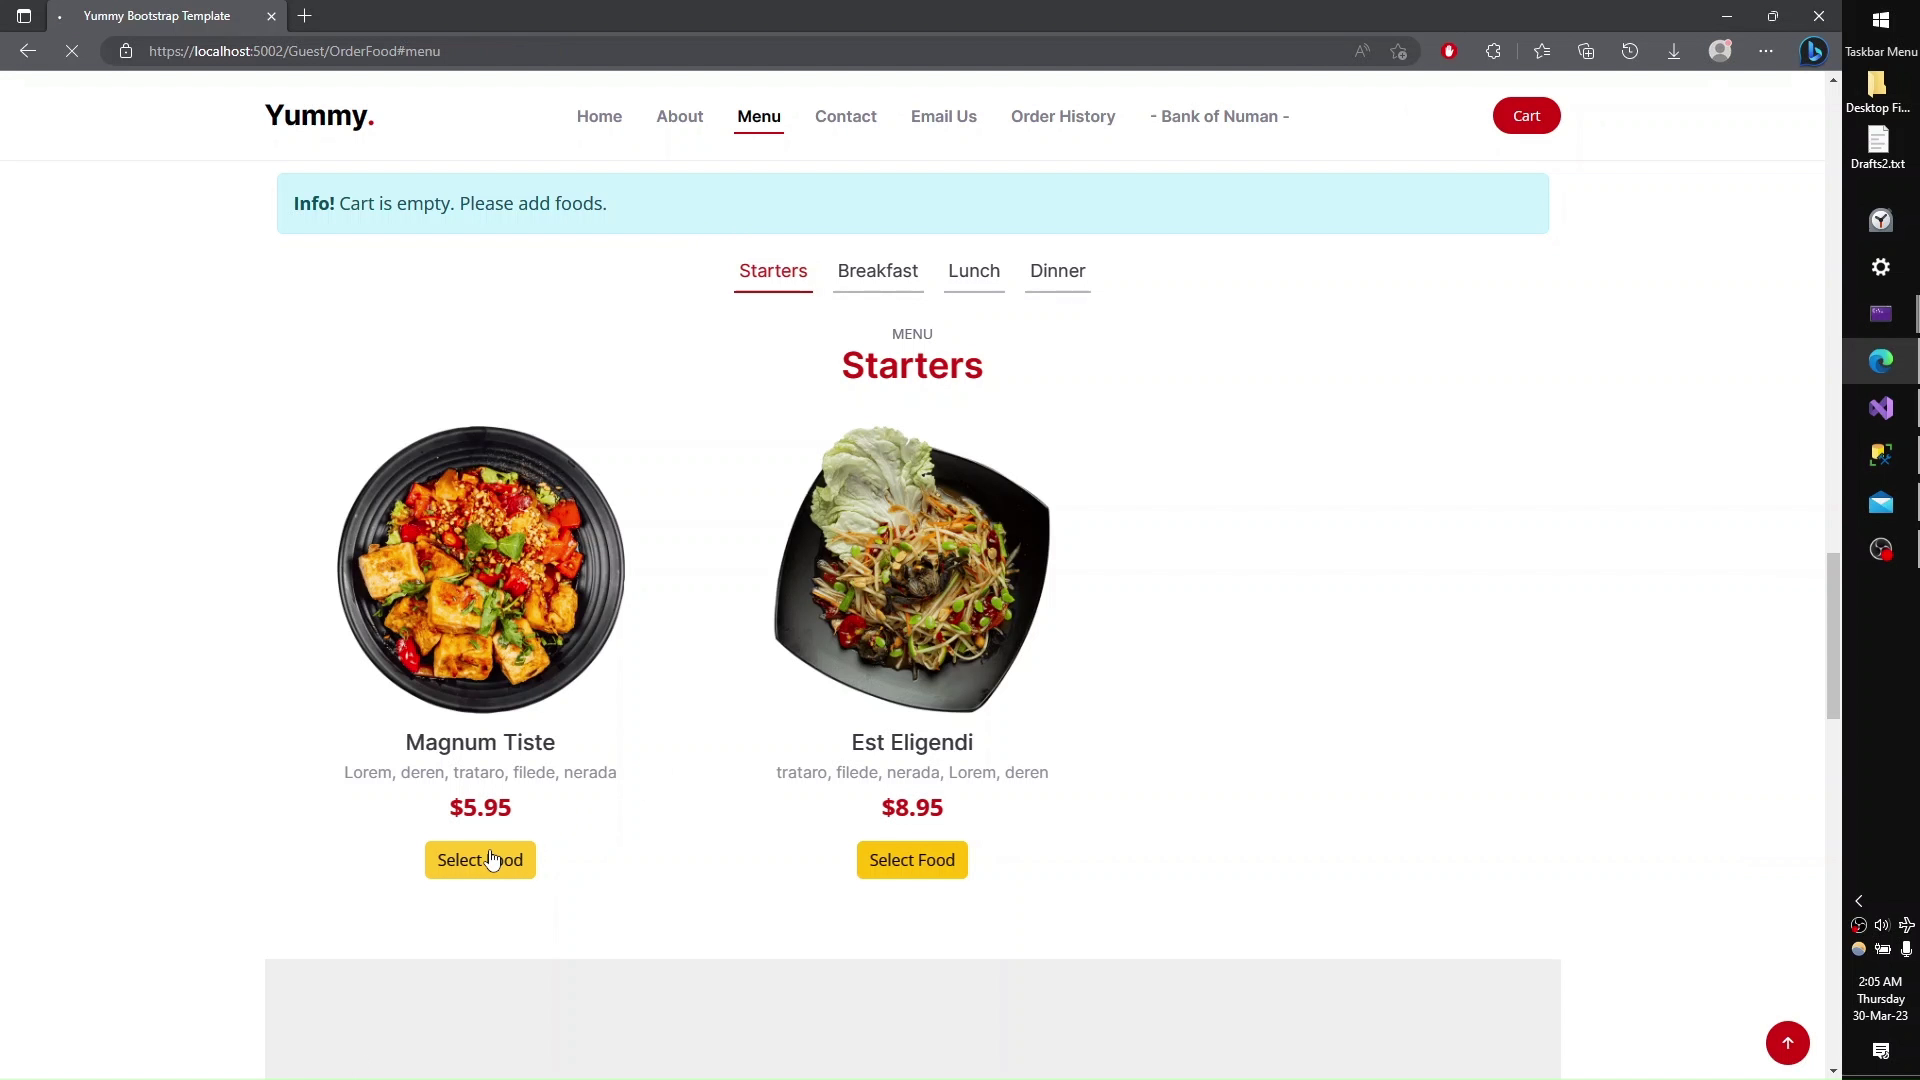 Yummy Bootstrap Template
https://localhost:5002/Guest/OrderFood#menu
Taskbar Menu
Desktop Fi...
Drafts2.txt
Yummy.
Home About Menu Contact Email Us Order History - Bank of Numan -
Cart
Info! Cart is empty. Please add foods.
Starters Breakfast Lunch Dinner
MENU
Starters
Magnum Tiste
Lorem, deren, trataro, filede, nerada
$5.95
Select Food
Est Eligendi
trataro, filede, nerada, Lorem, deren
$8.95
Select Food
2:05 AM
Thursday
30-Mar-23